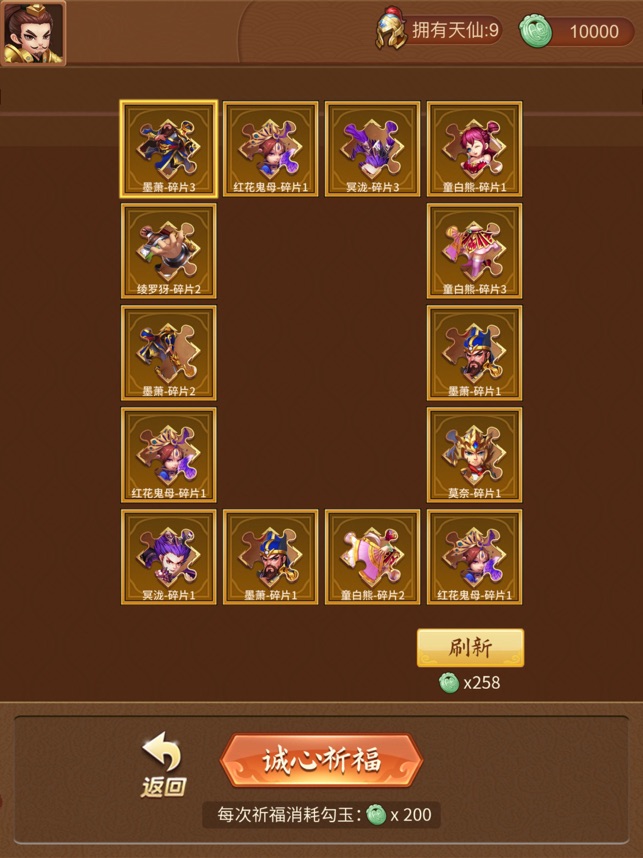 拥有天仙:9
10000
墨萧-碎片3
红花鬼母-碎片1
冥泷-碎片3
童白熊-碎片1
绫罗犽-碎片2
童白熊-碎片3
墨萧-碎片2
墨萧-碎片1
红花鬼母-碎片1
莫奈-碎片1
冥泷-碎片1
墨萧-碎片1
童白熊-碎片2
红花鬼母-碎片1
刷新
x258
返回
诚心祈福
每次祈福消耗勾玉: x 200